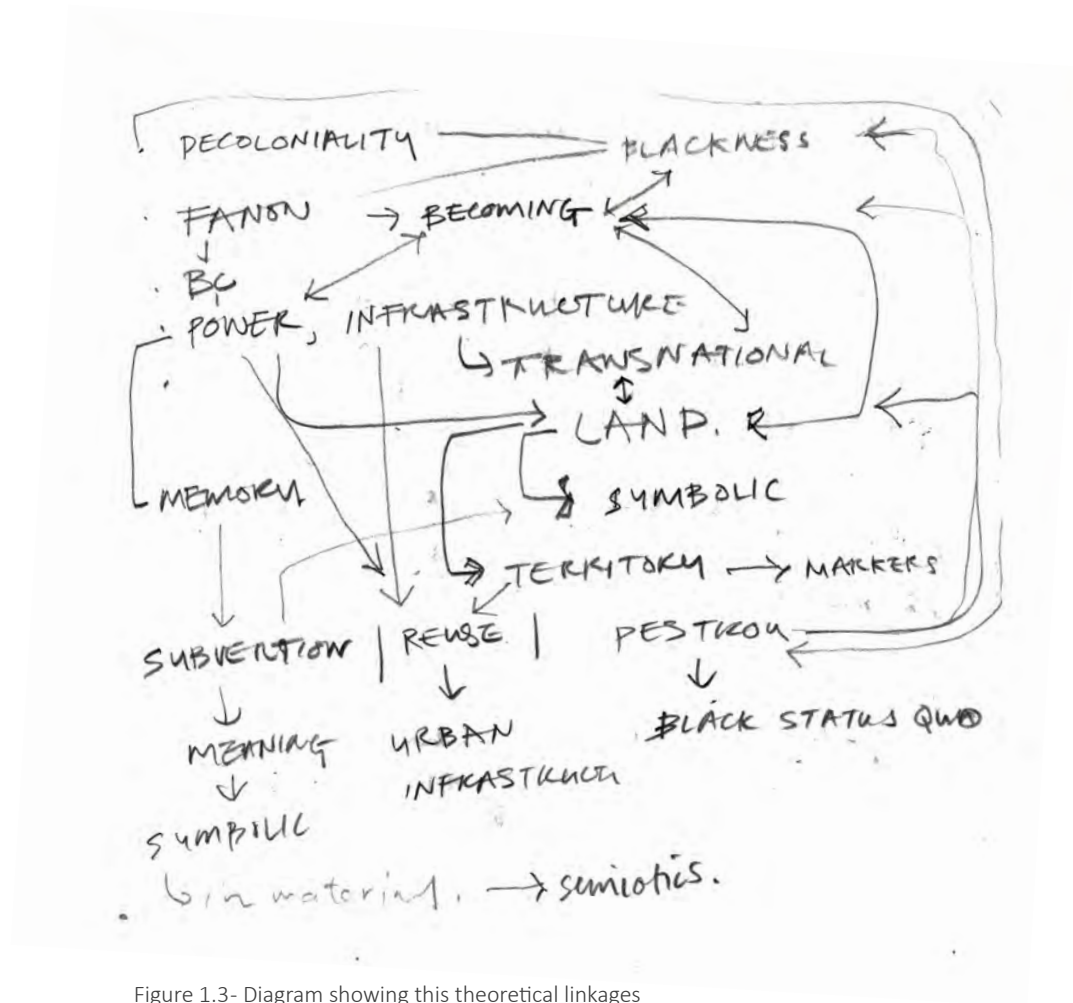 DECOLONIALITY BLACKNESS
FANON → BECOMING
BC
POWER, INFRASTRUCTURE
TRANSNATIONAL
LAND.
MEMORY SYMBOLIC
TERRITORY → MARKERS
SUBVERTION | REUSE | DESTROY
MEANING URBAN BLACK STATUS QUO
INFRASTRUCT
SYMBOLIC
in material. → semiotics.
Figure 1.3- Diagram showing this theoretical linkages